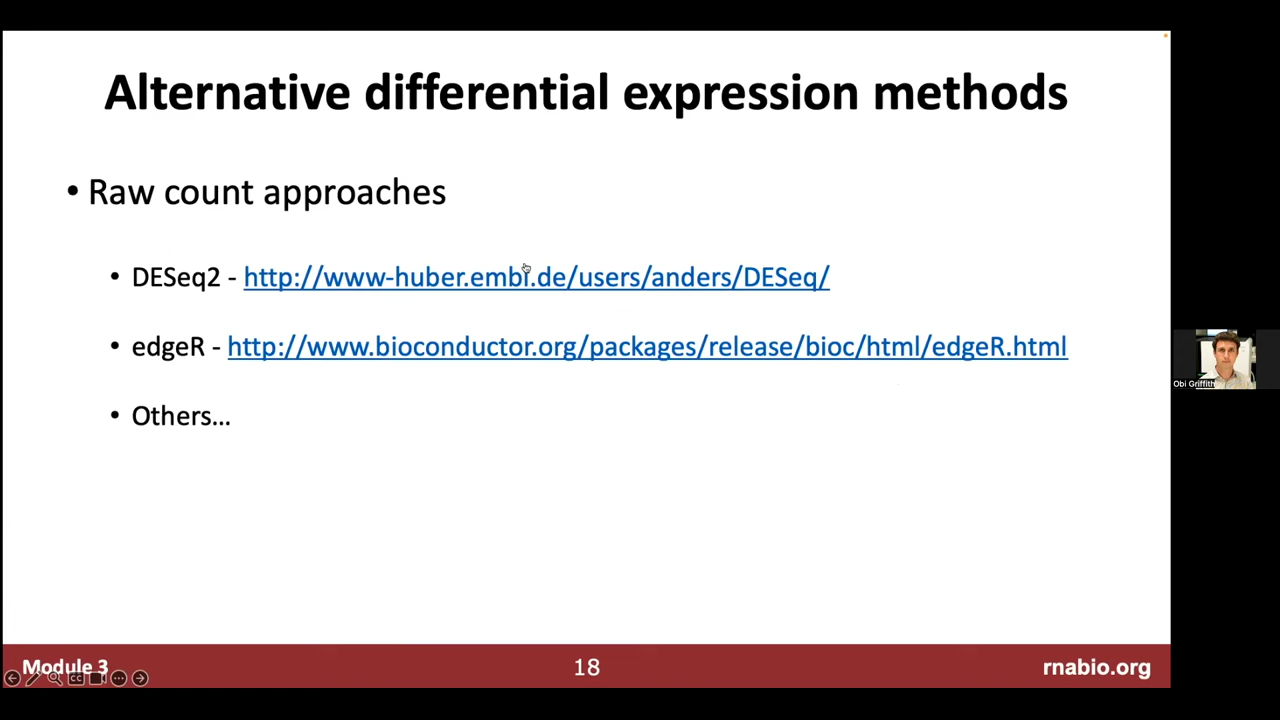 Alternative differential expression methods
• Raw count approaches
• DESeq2 - http://www-huber.embl.de/users/anders/DESeq/
• edgeR - http://www.bioconductor.org/packages/release/bioc/html/edgeR.html
• Others...
Obi Griffith
Module 3
18
rnabio.org